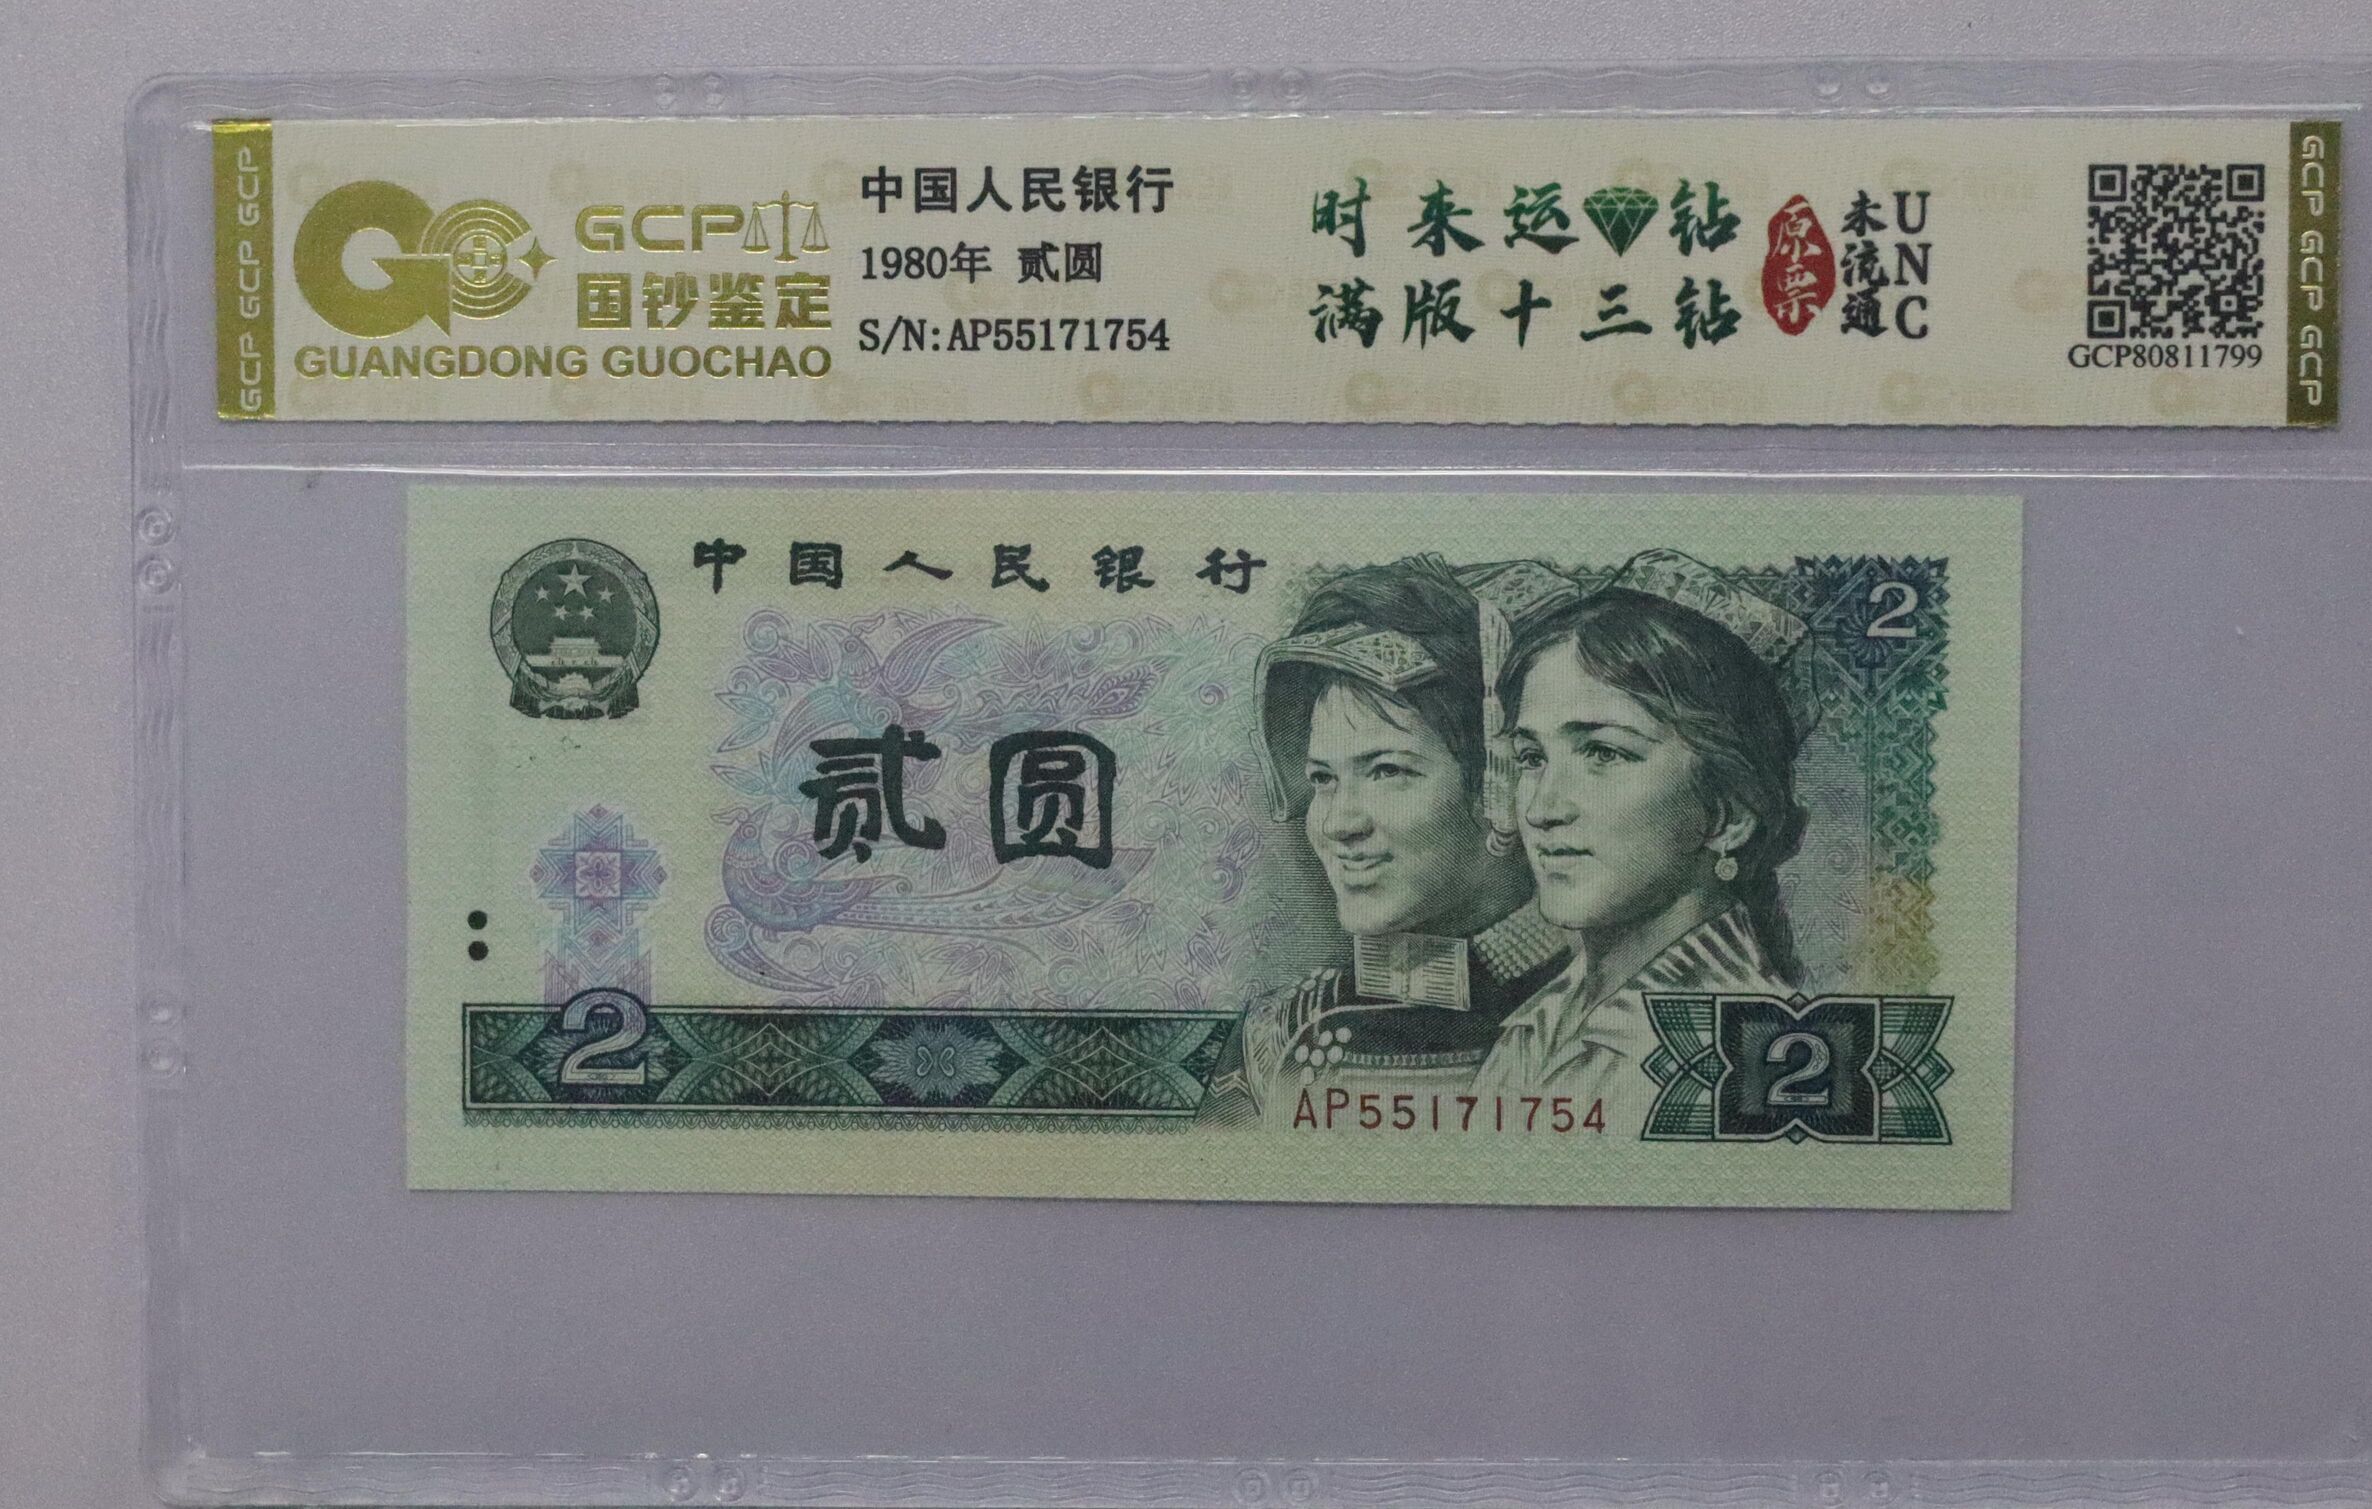 GCP GCP GCP
GCP
国钞鉴定
GUANGDONG GUOCHAO
中国人民银行
1980年 贰圆
S/N:AP55171754
时来运钻
满版十三钻
原票
未流通
UNC
GCP80811799
GCP GCP GCP
中国人民银行
2
贰圆
2
AP55171754
2